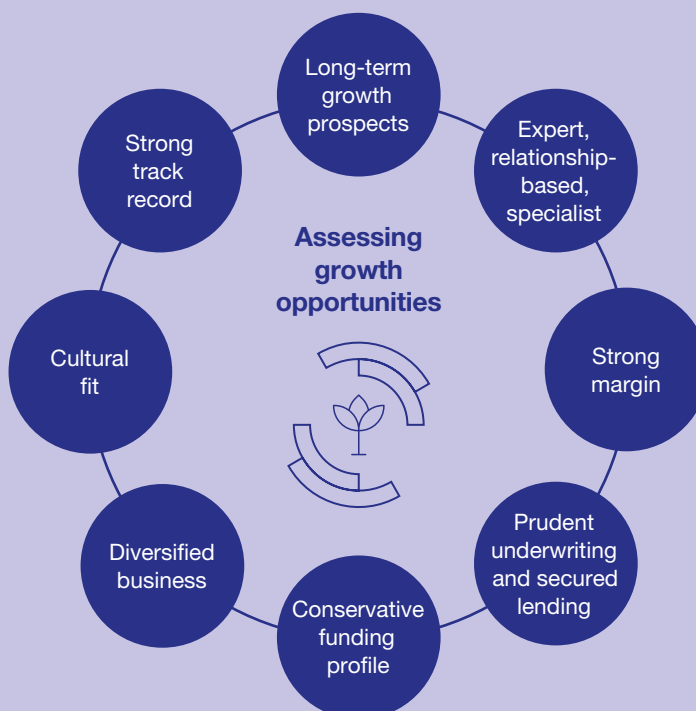 Long-term
growth
prospects
Expert,
relationship-
based,
specialist
Strong
margin
Prudent
underwriting
and secured
lending
Conservative
funding
profile
Diversified
business
Cultural
fit
Strong
track
record
Assessing
growth
opportunities